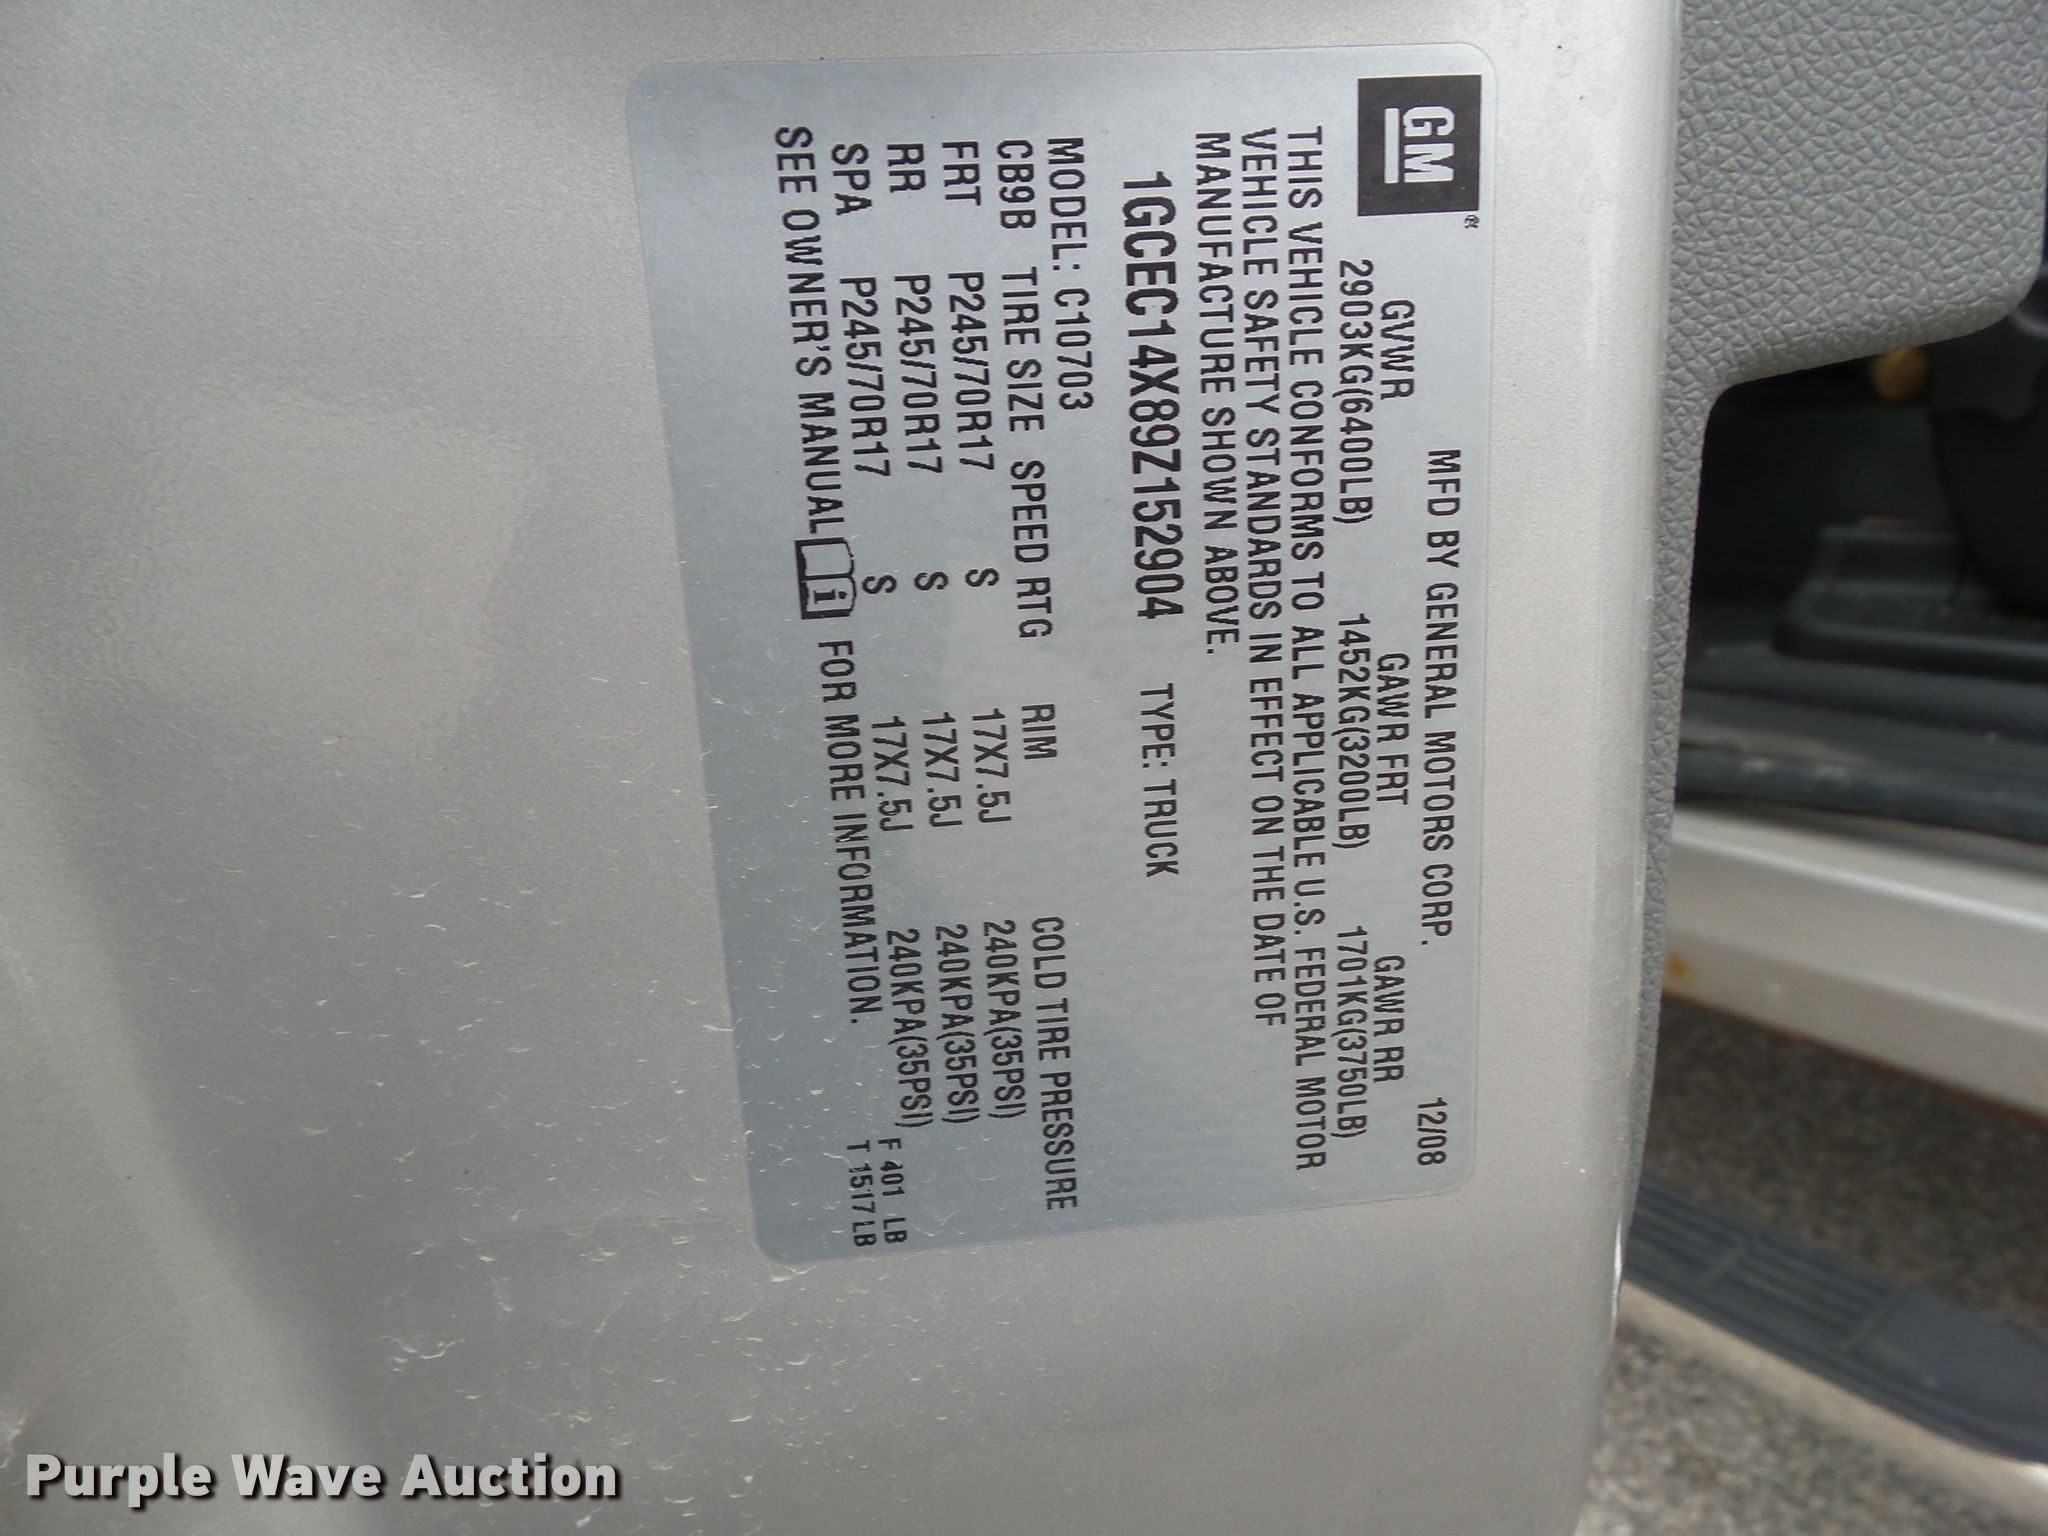 GM®
MFD BY GENERAL MOTORS CORP. 12/08
GVWR GAWR FRT GAWR RR
2903KG(6400LB) 1452KG(3200LB) 1701KG(3750LB)
THIS VEHICLE CONFORMS TO ALL APPLICABLE U.S. FEDERAL MOTOR
VEHICLE SAFETY STANDARDS IN EFFECT ON THE DATE OF
MANUFACTURE SHOWN ABOVE.
1GCEC14X89Z152904 TYPE: TRUCK
MODEL: C10703
CB9B TIRE SIZE SPEED RTG RIM COLD TIRE PRESSURE
FRT P245/70R17 S 17X7.5J 240KPA(35PSI)
RR P245/70R17 S 17X7.5J 240KPA(35PSI)
SPA P245/70R17 S 17X7.5J 240KPA(35PSI)
SEE OWNER'S MANUAL i FOR MORE INFORMATION.
F 401 LB
T 1517LB
Purple Wave Auction